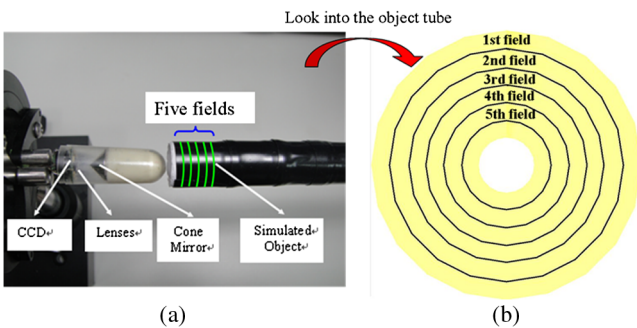 Look into the object tube
Five fields
CCD↵
Lenses↵
Cone↵
Mirror↵
Simulated↵
Object↵
1st field
2nd field
3rd field
4th field
5th field
(a)
(b)